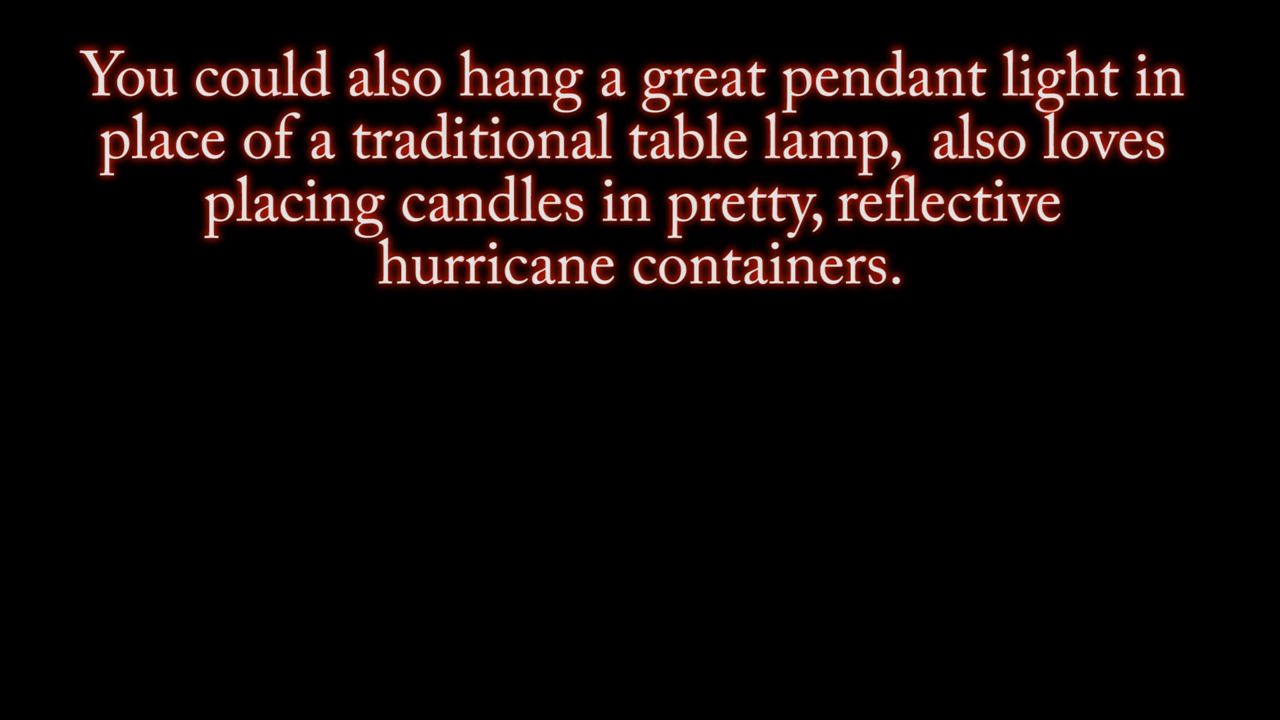 You could also hang a great pendant light in
place of a traditional table lamp,  also loves
placing candles in pretty, reflective
hurricane containers.